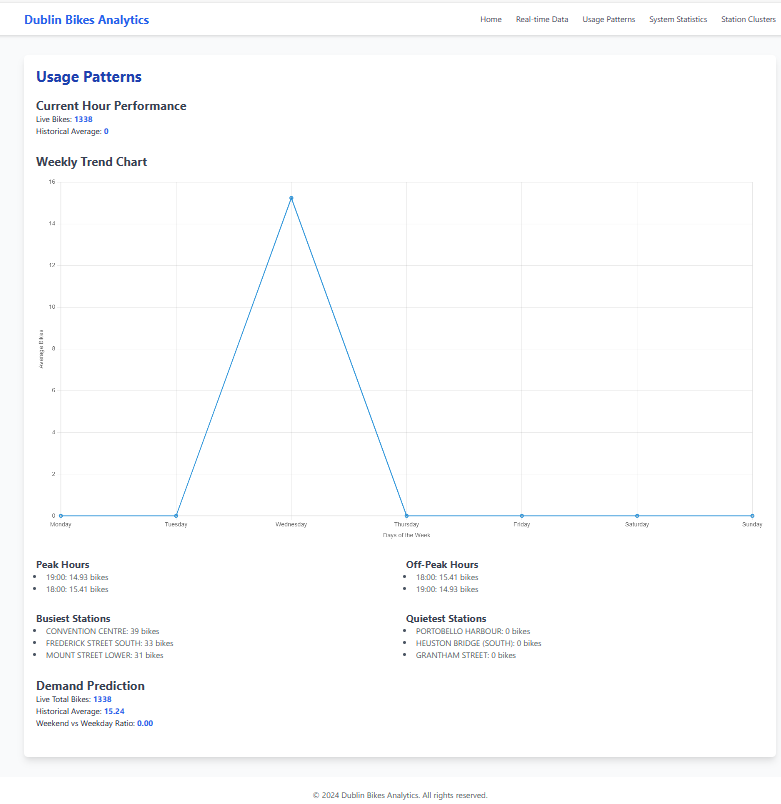 Dublin Bikes Analytics
Home Real-time Data Usage Patterns System Statistics Station Clusters
Usage Patterns
Current Hour Performance
Live Bikes: 1338
Historical Average: 0
Weekly Trend Chart
16
14
12
10
8
6
4
2
0
Average Bikes
Monday Tuesday Wednesday Thursday Friday Saturday Sunday
Days of the Week
Peak Hours
19:00: 14.93 bikes
18:00: 15.41 bikes
Off-Peak Hours
18:00: 15.41 bikes
19:00: 14.93 bikes
Busiest Stations
CONVENTION CENTRE: 39 bikes
FREDERICK STREET SOUTH: 33 bikes
MOUNT STREET LOWER: 31 bikes
Quietest Stations
PORTOBELLO HARBOUR: 0 bikes
HEUSTON BRIDGE (SOUTH): 0 bikes
GRANTHAM STREET: 0 bikes
Demand Prediction
Live Total Bikes: 1338
Historical Average: 15.24
Weekend vs Weekday Ratio: 0.00
© 2024 Dublin Bikes Analytics. All rights reserved.